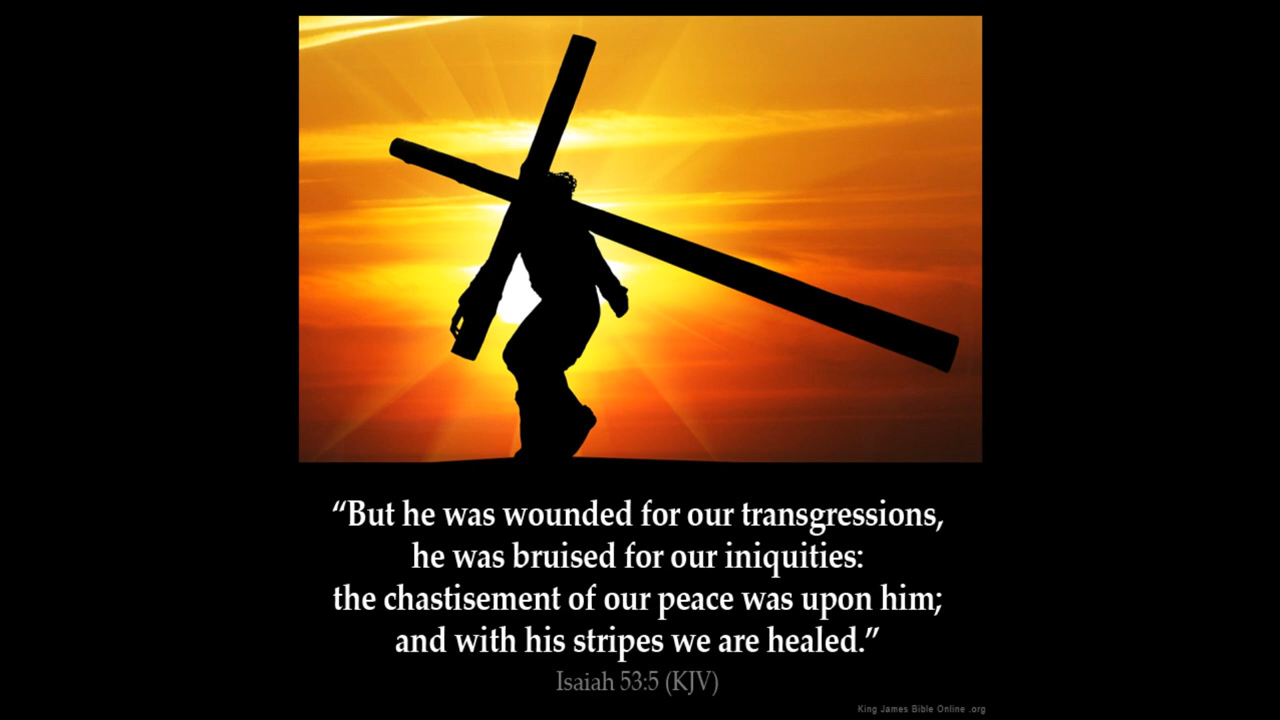 “But he was wounded for our transgressions,
he was bruised for our iniquities:
the chastisement of our peace was upon him;
and with his stripes we are healed.”
Isaiah 53:5 (KJV)
King James Bible Online .org